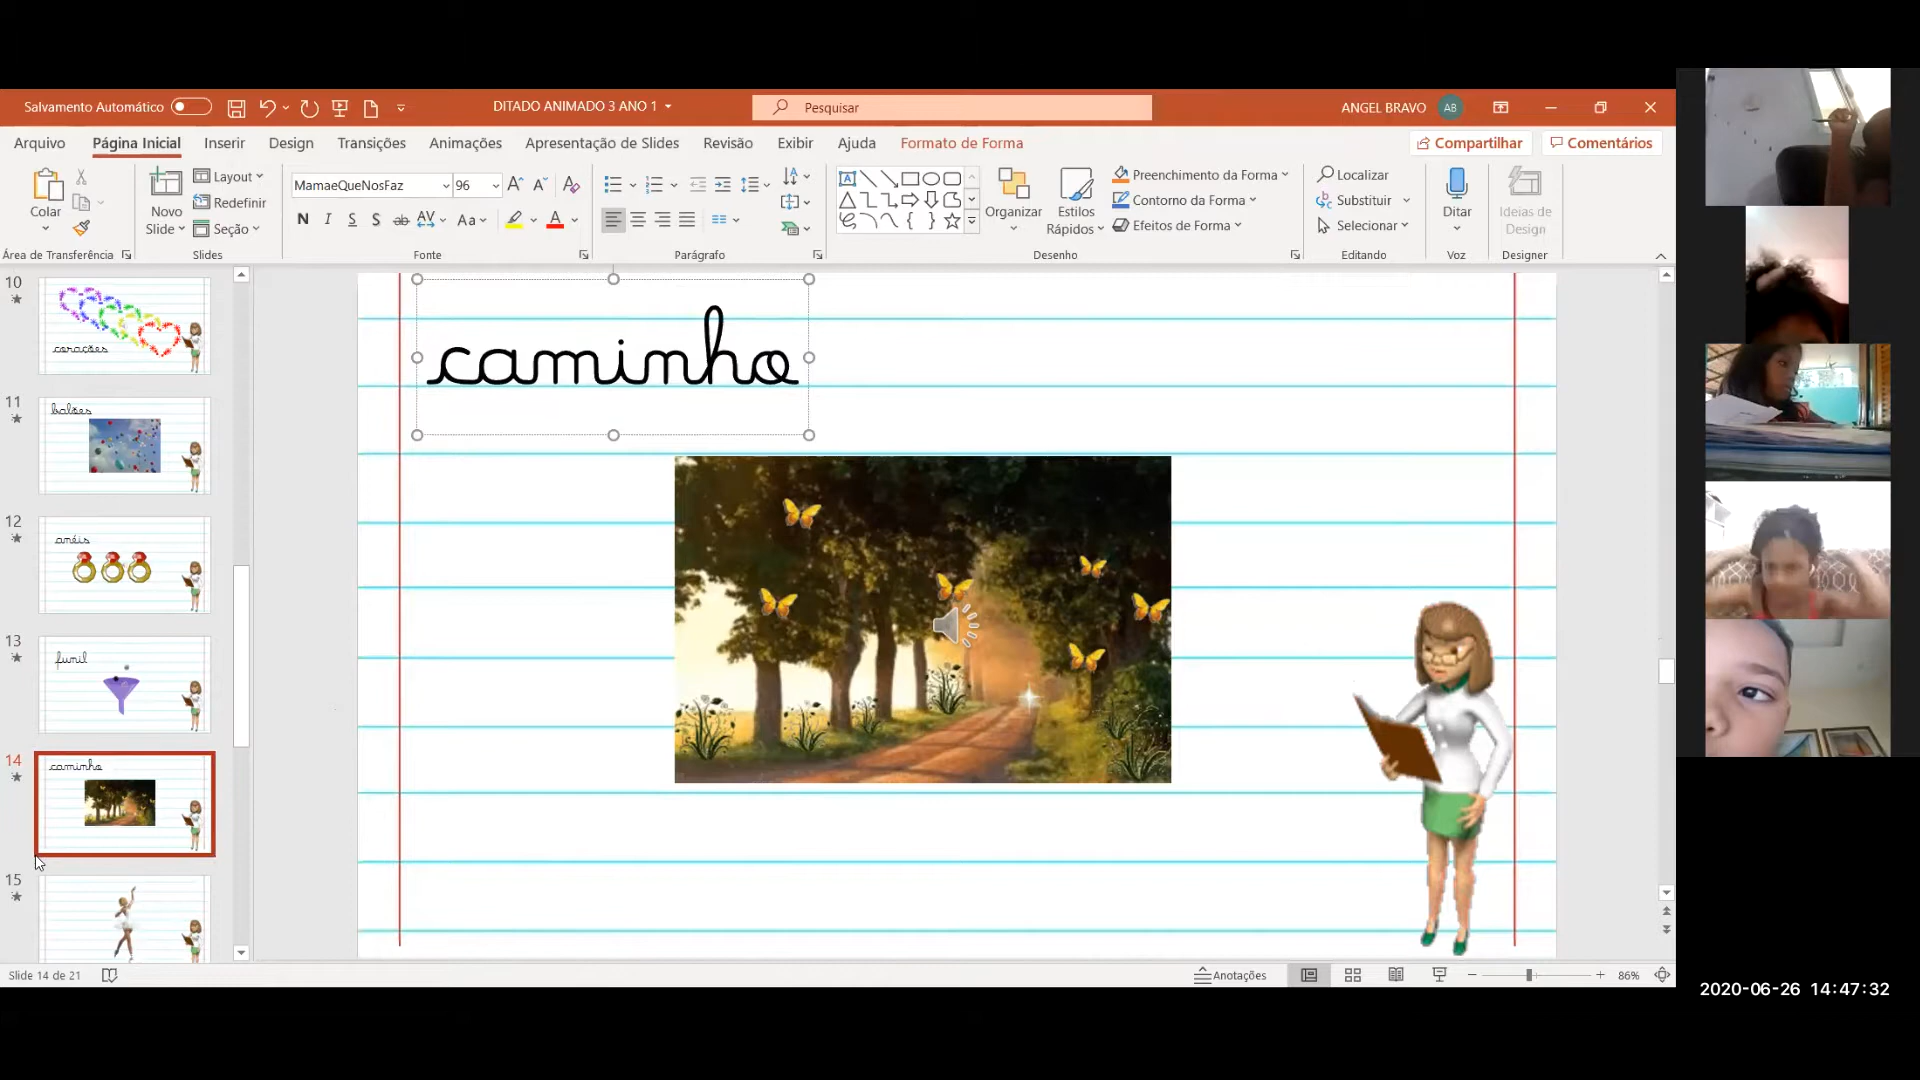 Salvamento Automático
DITADO ANIMADO 3 ANO 1
Pesquisar
ANGEL BRAVO AB
Arquivo Página Inicial Inserir Design Transições Animações Apresentação de Slides Revisão Exibir Ajuda Formato de Forma Compartilhar Comentários
Colar
Área de Transferência
Novo Slide
Layout
Redefinir
Seção
Slides
MamaeQueNosFaz 96
N I S S ab AV Aa A
Fonte
Parágrafo
Organizar
Estilos Rápidos
Preenchimento da Forma
Contorno da Forma
Efeitos de Forma
Desenho
Localizar
Substituir
Selecionar
Editando
Ditar
Voz
Ideias de Design
Designer
10
corações
11
balões
12
anéis
13
funil
14
caminho
15
caminho
Slide 14 de 21
Anotações
86%
2020-06-26 14:47:32